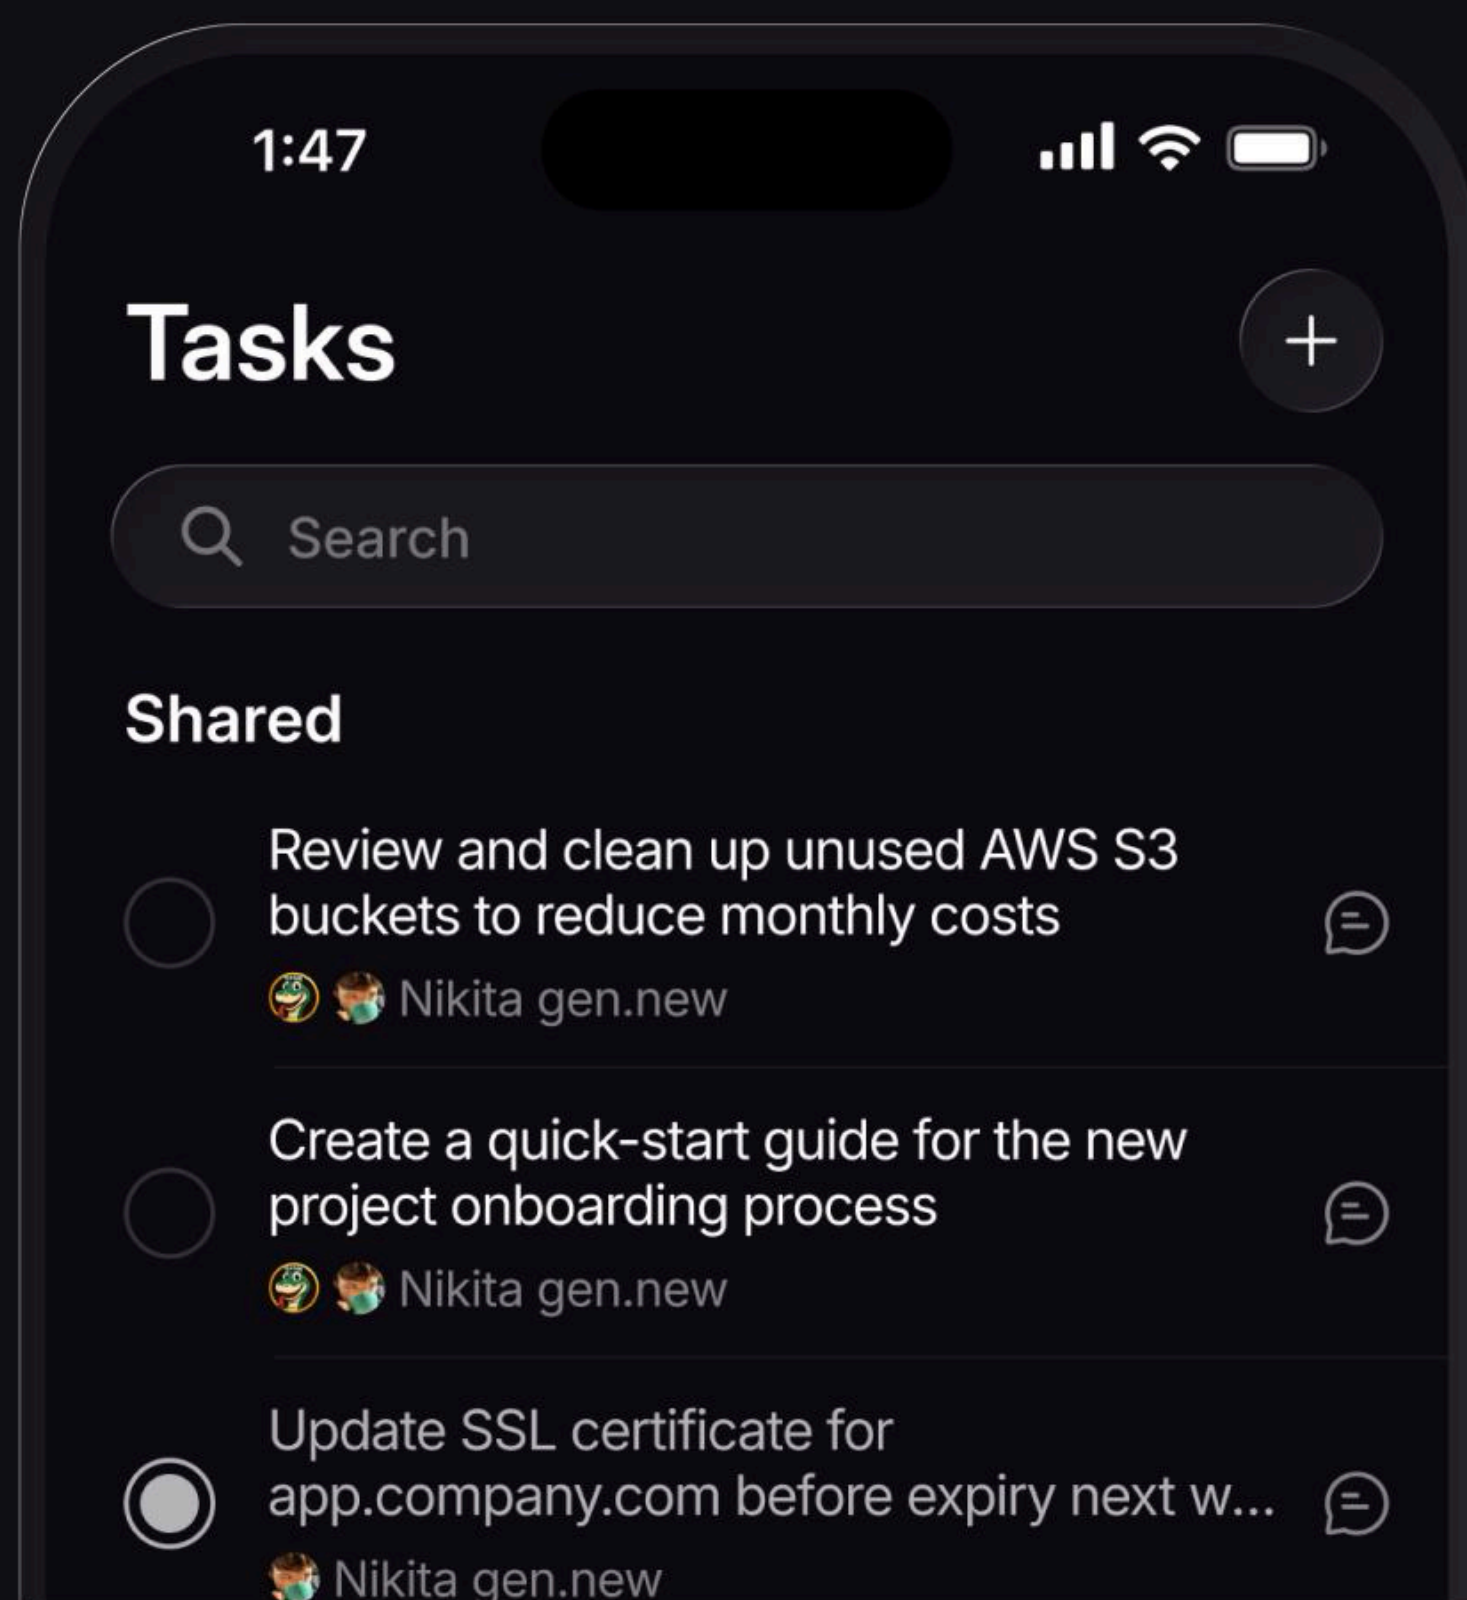 1:47
Tasks
Search
Shared
Review and clean up unused AWS S3
buckets to reduce monthly costs
Nikita gen.new
Create a quick-start guide for the new
project onboarding process
Nikita gen.new
Update SSL certificate for
app.company.com before expiry next w...
Nikita gen.new